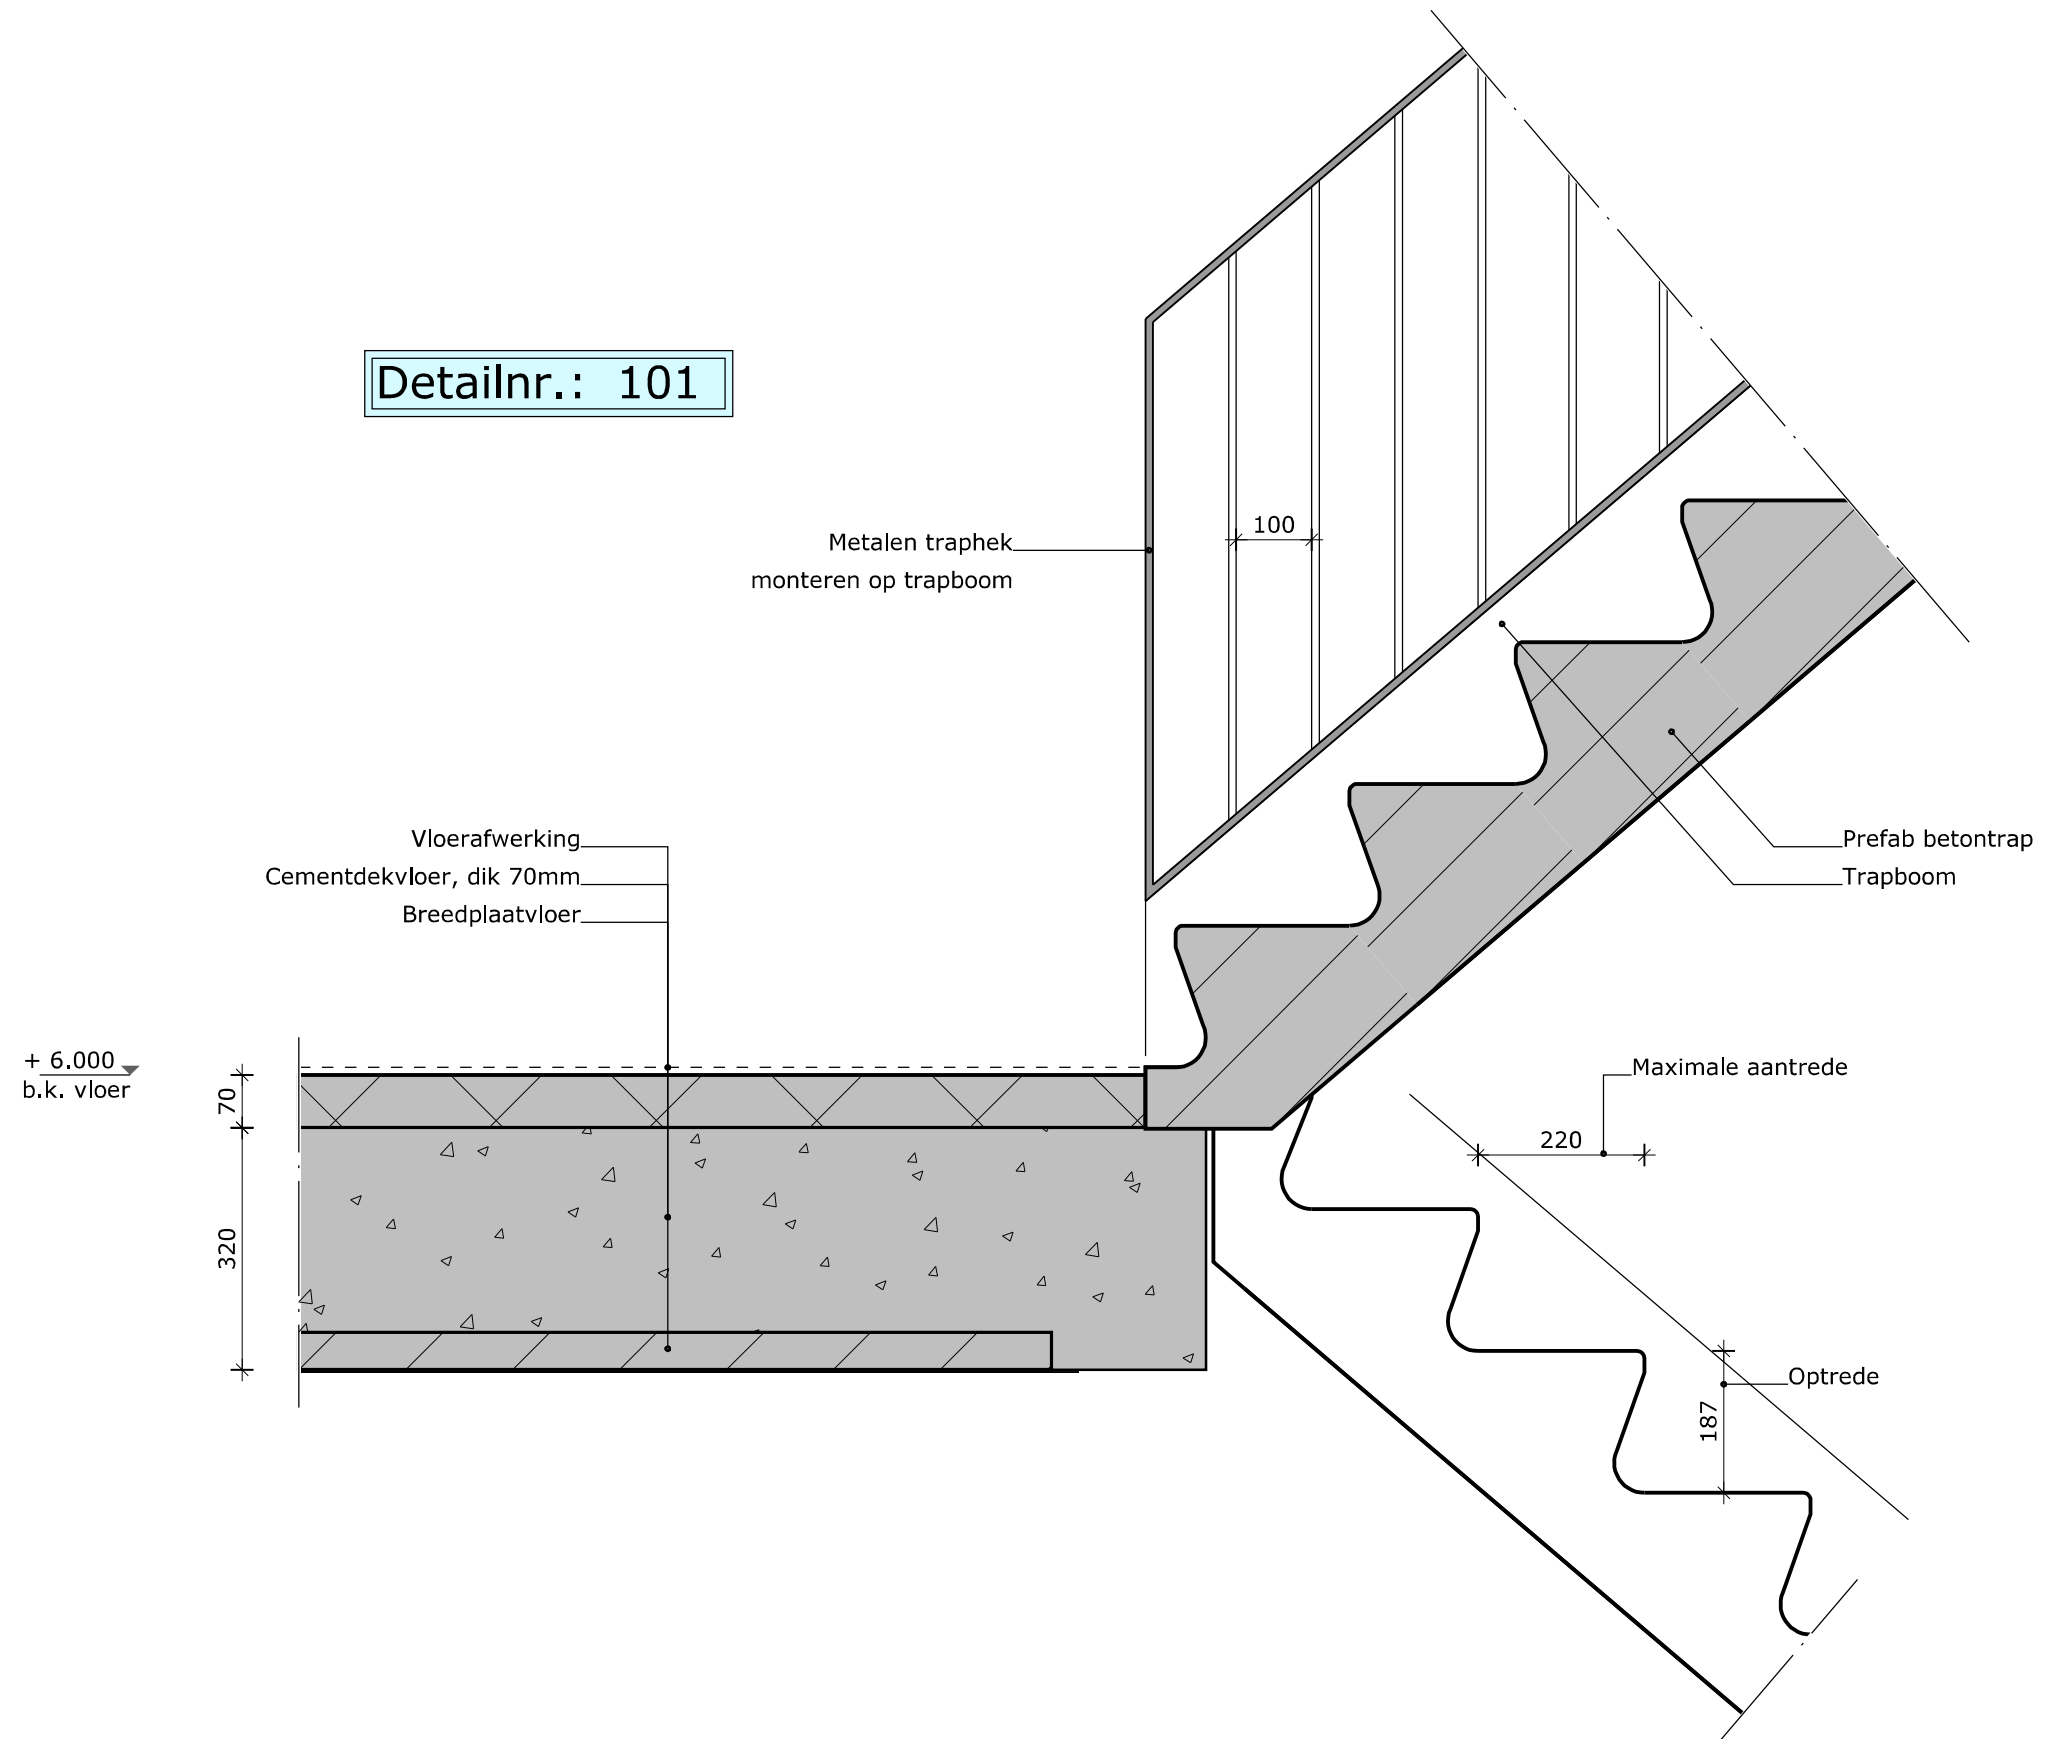 Detailnr.: 101
Metalen traphek
monteren op trapboom
100
Vloerafwerking
Cementdekvloer, dik 70mm
Breedplaatvloer
Prefab betontrap
Trapboom
+ 6.000
b.k. vloer
70
320
Maximale aantrede
220
Optrede
187